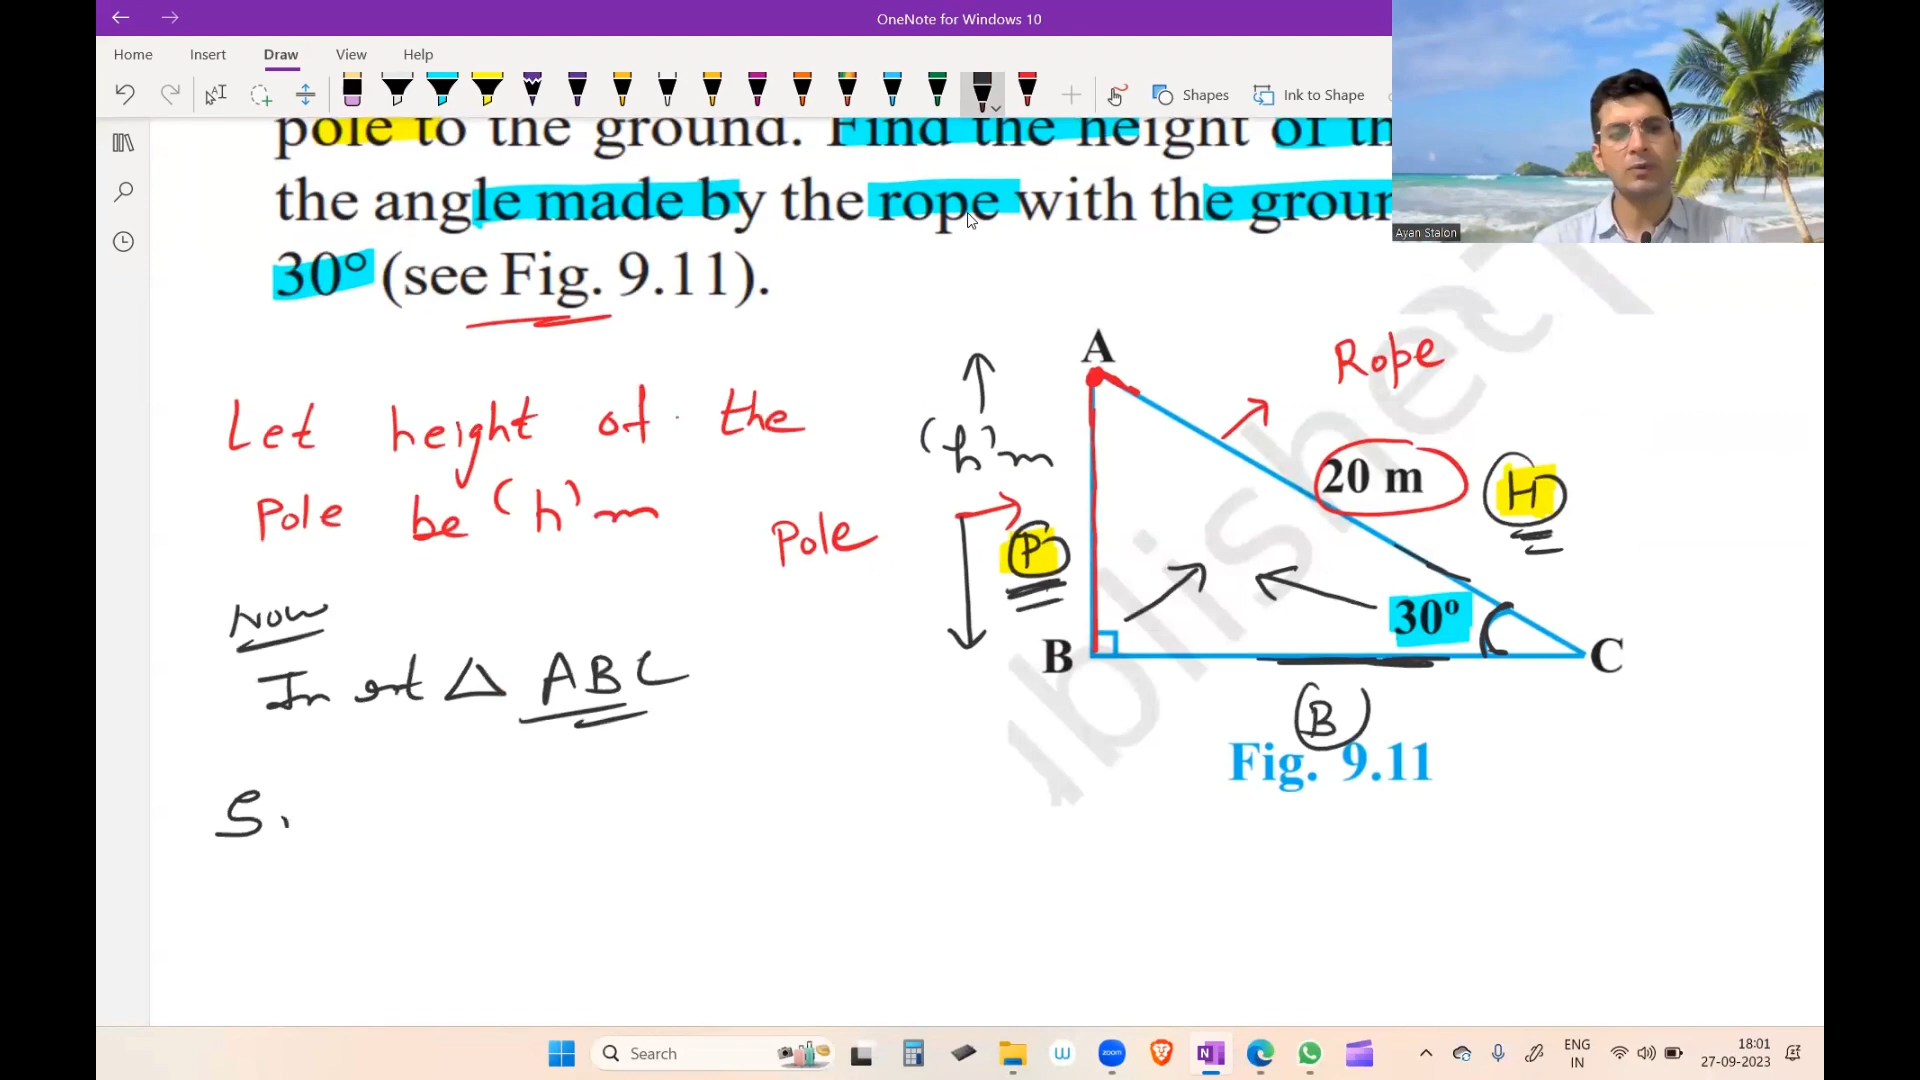 OneNote for Windows 10
Home Insert Draw View Help
Shapes Ink to Shape
pole to the ground. Find the height of th
the angle made by the rope with the groun
30° (see Fig. 9.11).
Ayan Stalon
Let height of the
Pole be (h)'m
Pole
Now
In rt △ ABC
S
A
Rope
(h)'m
20 m
H
P
30°
B
C
B
Fig. 9.11
blishe
Search
zoom
ENG
IN
18:01
27-09-2023